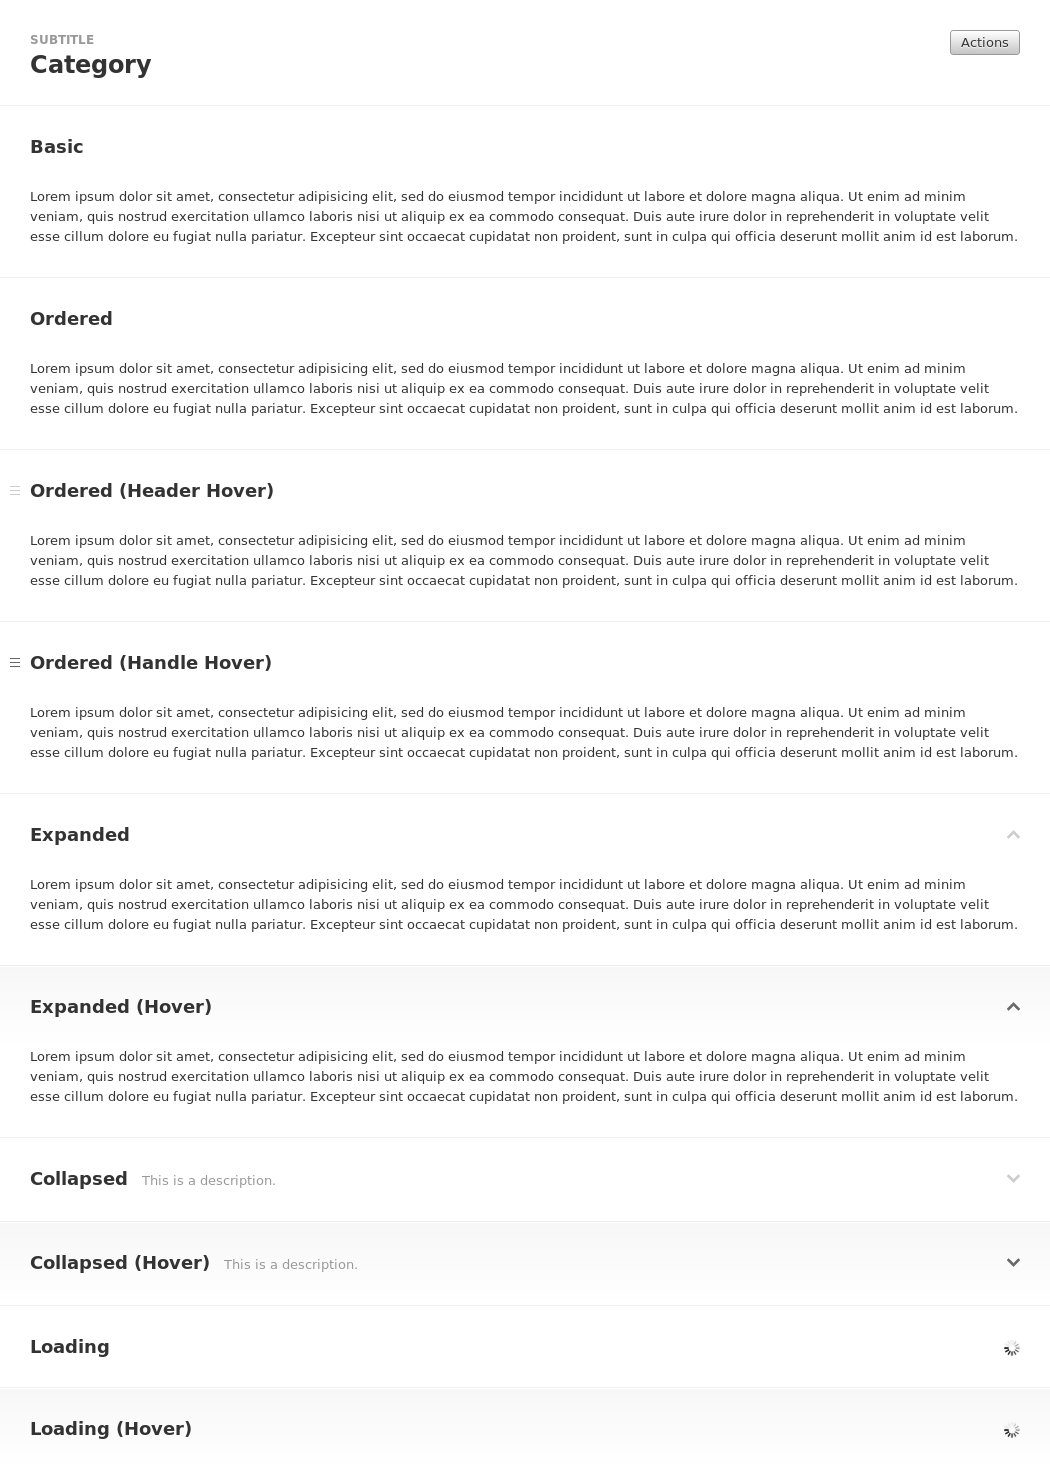 SUBTITLE
Category
Actions
Basic
Lorem ipsum dolor sit amet, consectetur adipisicing elit, sed do eiusmod tempor incididunt ut labore et dolore magna aliqua. Ut enim ad minim
veniam, quis nostrud exercitation ullamco laboris nisi ut aliquip ex ea commodo consequat. Duis aute irure dolor in reprehenderit in voluptate velit
esse cillum dolore eu fugiat nulla pariatur. Excepteur sint occaecat cupidatat non proident, sunt in culpa qui officia deserunt mollit anim id est laborum.
Ordered
Lorem ipsum dolor sit amet, consectetur adipisicing elit, sed do eiusmod tempor incididunt ut labore et dolore magna aliqua. Ut enim ad minim
veniam, quis nostrud exercitation ullamco laboris nisi ut aliquip ex ea commodo consequat. Duis aute irure dolor in reprehenderit in voluptate velit
esse cillum dolore eu fugiat nulla pariatur. Excepteur sint occaecat cupidatat non proident, sunt in culpa qui officia deserunt mollit anim id est laborum.
Ordered (Header Hover)
Lorem ipsum dolor sit amet, consectetur adipisicing elit, sed do eiusmod tempor incididunt ut labore et dolore magna aliqua. Ut enim ad minim
veniam, quis nostrud exercitation ullamco laboris nisi ut aliquip ex ea commodo consequat. Duis aute irure dolor in reprehenderit in voluptate velit
esse cillum dolore eu fugiat nulla pariatur. Excepteur sint occaecat cupidatat non proident, sunt in culpa qui officia deserunt mollit anim id est laborum.
Ordered (Handle Hover)
Lorem ipsum dolor sit amet, consectetur adipisicing elit, sed do eiusmod tempor incididunt ut labore et dolore magna aliqua. Ut enim ad minim
veniam, quis nostrud exercitation ullamco laboris nisi ut aliquip ex ea commodo consequat. Duis aute irure dolor in reprehenderit in voluptate velit
esse cillum dolore eu fugiat nulla pariatur. Excepteur sint occaecat cupidatat non proident, sunt in culpa qui officia deserunt mollit anim id est laborum.
Expanded
Lorem ipsum dolor sit amet, consectetur adipisicing elit, sed do eiusmod tempor incididunt ut labore et dolore magna aliqua. Ut enim ad minim
veniam, quis nostrud exercitation ullamco laboris nisi ut aliquip ex ea commodo consequat. Duis aute irure dolor in reprehenderit in voluptate velit
esse cillum dolore eu fugiat nulla pariatur. Excepteur sint occaecat cupidatat non proident, sunt in culpa qui officia deserunt mollit anim id est laborum.
Expanded (Hover)
Lorem ipsum dolor sit amet, consectetur adipisicing elit, sed do eiusmod tempor incididunt ut labore et dolore magna aliqua. Ut enim ad minim
veniam, quis nostrud exercitation ullamco laboris nisi ut aliquip ex ea commodo consequat. Duis aute irure dolor in reprehenderit in voluptate velit
esse cillum dolore eu fugiat nulla pariatur. Excepteur sint occaecat cupidatat non proident, sunt in culpa qui officia deserunt mollit anim id est laborum.
Collapsed This is a description.
Collapsed (Hover) This is a description.
Loading
Loading (Hover)